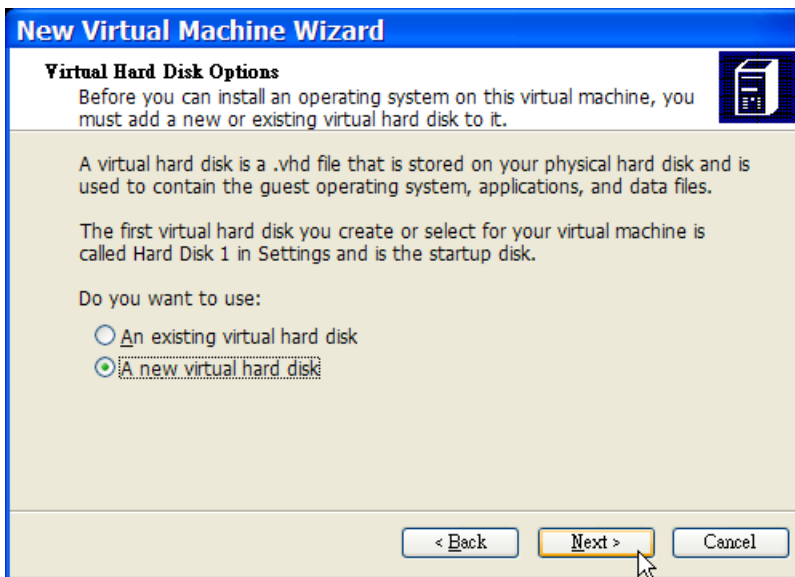 New Virtual Machine Wizard
Virtual Hard Disk Options
Before you can install an operating system on this virtual machine, you
must add a new or existing virtual hard disk to it.
A virtual hard disk is a .vhd file that is stored on your physical hard disk and is
used to contain the guest operating system, applications, and data files.
The first virtual hard disk you create or select for your virtual machine is
called Hard Disk 1 in Settings and is the startup disk.
Do you want to use:
An existing virtual hard disk
A new virtual hard disk
< Back Next > Cancel